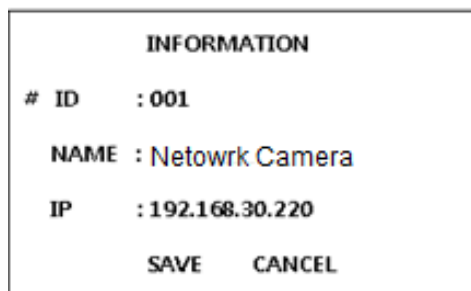 INFORMATION
# ID : 001
NAME : Netowrk Camera
IP : 192.168.30.220
SAVE CANCEL